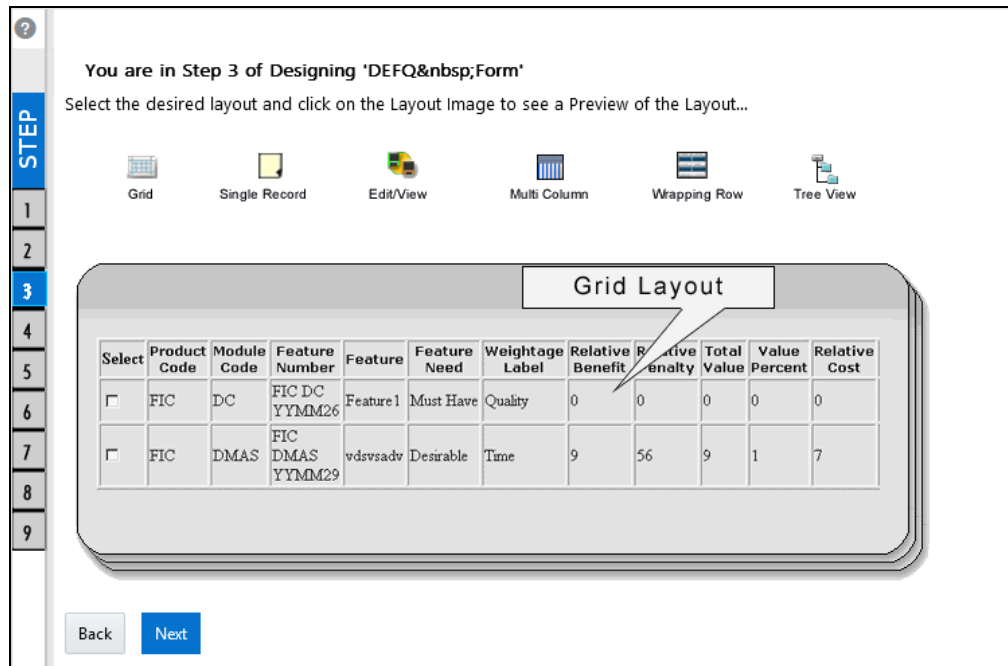 ?
You are in Step 3 of Designing 'DEFQ&nbsp;Form'
Select the desired layout and click on the Layout Image to see a Preview of the Layout...
STEP
Grid Single Record Edit/View Multi Column Wrapping Row Tree View
1
2
3
4
5
6
7
8
9
Grid Layout
Select Product Code Module Code Feature Number Feature Feature Need Weightage Label Relative Benefit Total Value Value Percent Relative Cost
FIC DC FIC DC YYMM26 Feature1 Must Have Quality 0 0 0 0 0
FIC DMAS FIC DMAS YYMM29 vdsvsadv Desirable Time 9 56 9 1 7
Back Next